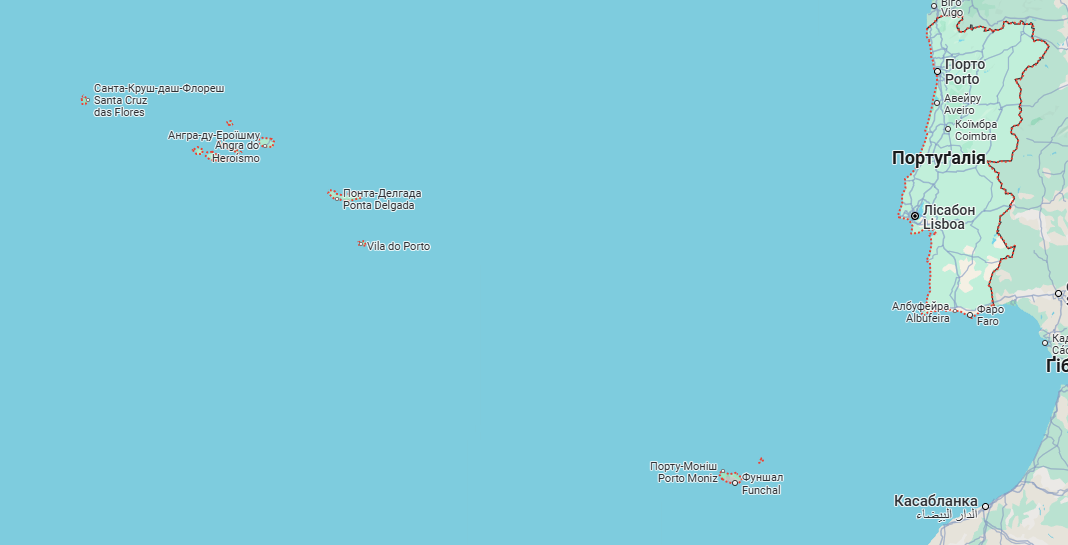 Віго
Vigo
Порто
Porto
Санта-Круш-даш-Флореш
Santa Cruz
das Flores
Авейру
Aveiro
Коїмбра
Coimbra
Ангра-ду-Ероїшму
Angra do
Heroísmo
Португалія
Понта-Делгада
Ponta Delgada
Лісабон
Lisboa
Vila do Porto
Албуфейра
Albufeira
Фаро
Faro
Порту-Моніш
Porto Moniz
Фуншал
Funchal
Касабланка
الدار البيضاء